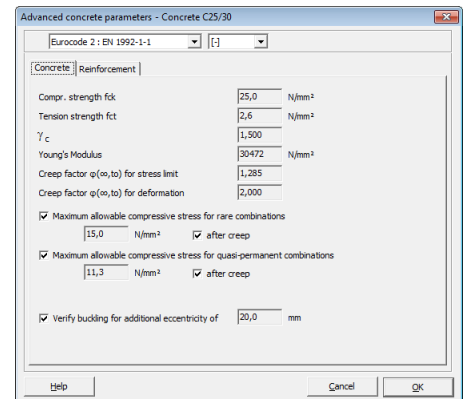 Advanced concrete parameters - Concrete C25/30
Eurocode 2 : EN 1992-1-1 [-]
Concrete Reinforcement
Compr. strength fck 25,0 N/mm²
Tension strength fct 2,6 N/mm²
γ c 1,500
Young's Modulus 30472 N/mm²
Creep factor φ(∞,to) for stress limit 1,285
Creep factor φ(∞,to) for deformation 2,000
Maximum allowable compressive stress for rare combinations
15,0 N/mm² after creep
Maximum allowable compressive stress for quasi-permanent combinations
11,3 N/mm² after creep
Verify buckling for additional eccentricity of 20,0 mm
Help Cancel OK